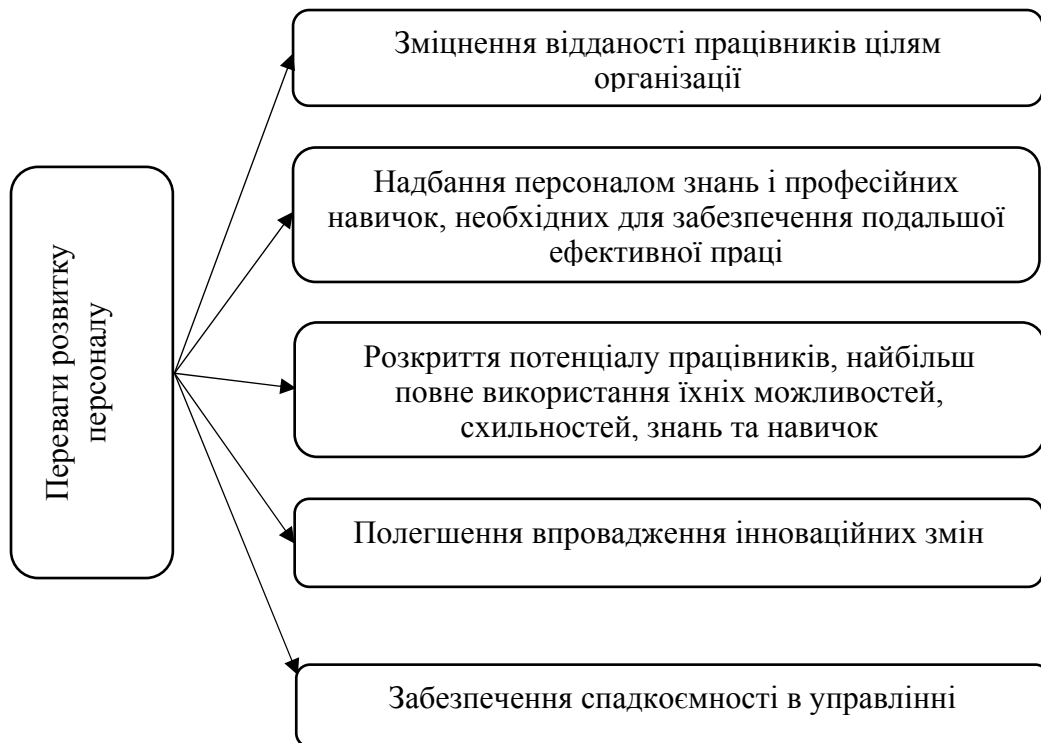 Переваги розвитку
персоналу
Зміцнення відданості працівників цілям
організації
Надбання персоналом знань і професійних
навичок, необхідних для забезпечення подальшої
ефективної праці
Розкриття потенціалу працівників, найбільш
повне використання їхніх можливостей,
схильностей, знань та навичок
Полегшення впровадження інноваційних змін
Забезпечення спадкоємності в управлінні